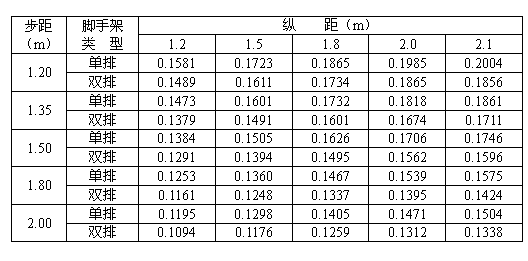 步距 脚手架 纵 距（m）
（m） 类 型 1.2 1.5 1.8 2.0 2.1
1.20 单排 0.1581 0.1723 0.1865 0.1985 0.2004
双排 0.1489 0.1611 0.1734 0.1865 0.1856
1.35 单排 0.1473 0.1601 0.1732 0.1818 0.1861
双排 0.1379 0.1491 0.1601 0.1674 0.1711
1.50 单排 0.1384 0.1505 0.1626 0.1706 0.1746
双排 0.1291 0.1394 0.1495 0.1562 0.1596
1.80 单排 0.1253 0.1360 0.1467 0.1539 0.1575
双排 0.1161 0.1248 0.1337 0.1395 0.1424
2.00 单排 0.1195 0.1298 0.1405 0.1471 0.1504
双排 0.1094 0.1176 0.1259 0.1312 0.1338